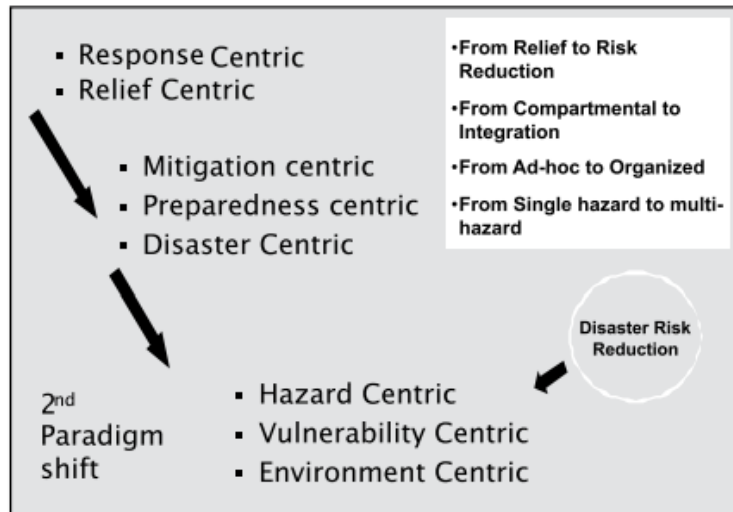 ▪ Response Centric
▪ Relief Centric
•From Relief to Risk
Reduction
•From Compartmental to
Integration
•From Ad-hoc to Organized
•From Single hazard to multi-
hazard
▪ Mitigation centric
▪ Preparedness centric
▪ Disaster Centric
Disaster Risk
Reduction
2nd
Paradigm
shift
▪ Hazard Centric
▪ Vulnerability Centric
▪ Environment Centric